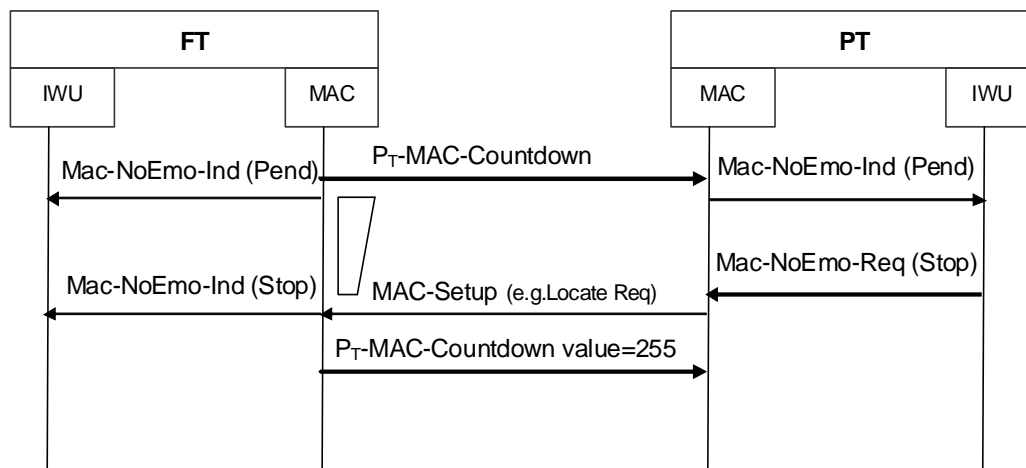 FT
PT
IWU
MAC
MAC
IWU
PT-MAC-Countdown
Mac-NoEmo-Ind (Pend)
Mac-NoEmo-Ind (Pend)
Mac-NoEmo-Req (Stop)
Mac-NoEmo-Ind (Stop)
MAC-Setup (e.g.Locate Req)
PT-MAC-Countdown value=255